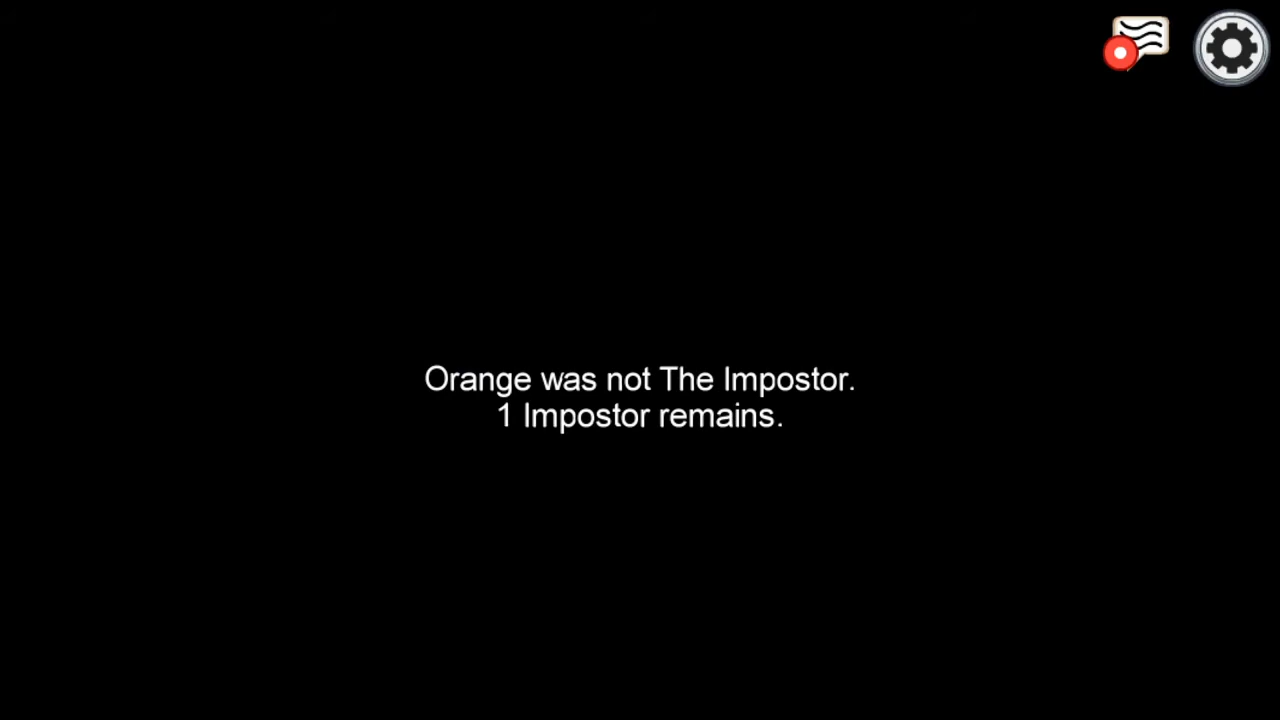 Orange was not The Impostor.
1 Impostor remains.